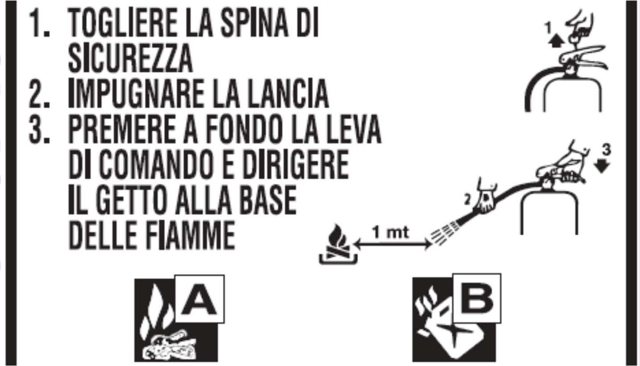 1. TOGLIERE LA SPINA DI
SICUREZZA
2. IMPUGNARE LA LANCIA
3. PREMERE A FONDO LA LEVA
DI COMANDO E DIRIGERE
IL GETTO ALLA BASE
DELLE FIAMME
1
3
2
1 mt
A
B